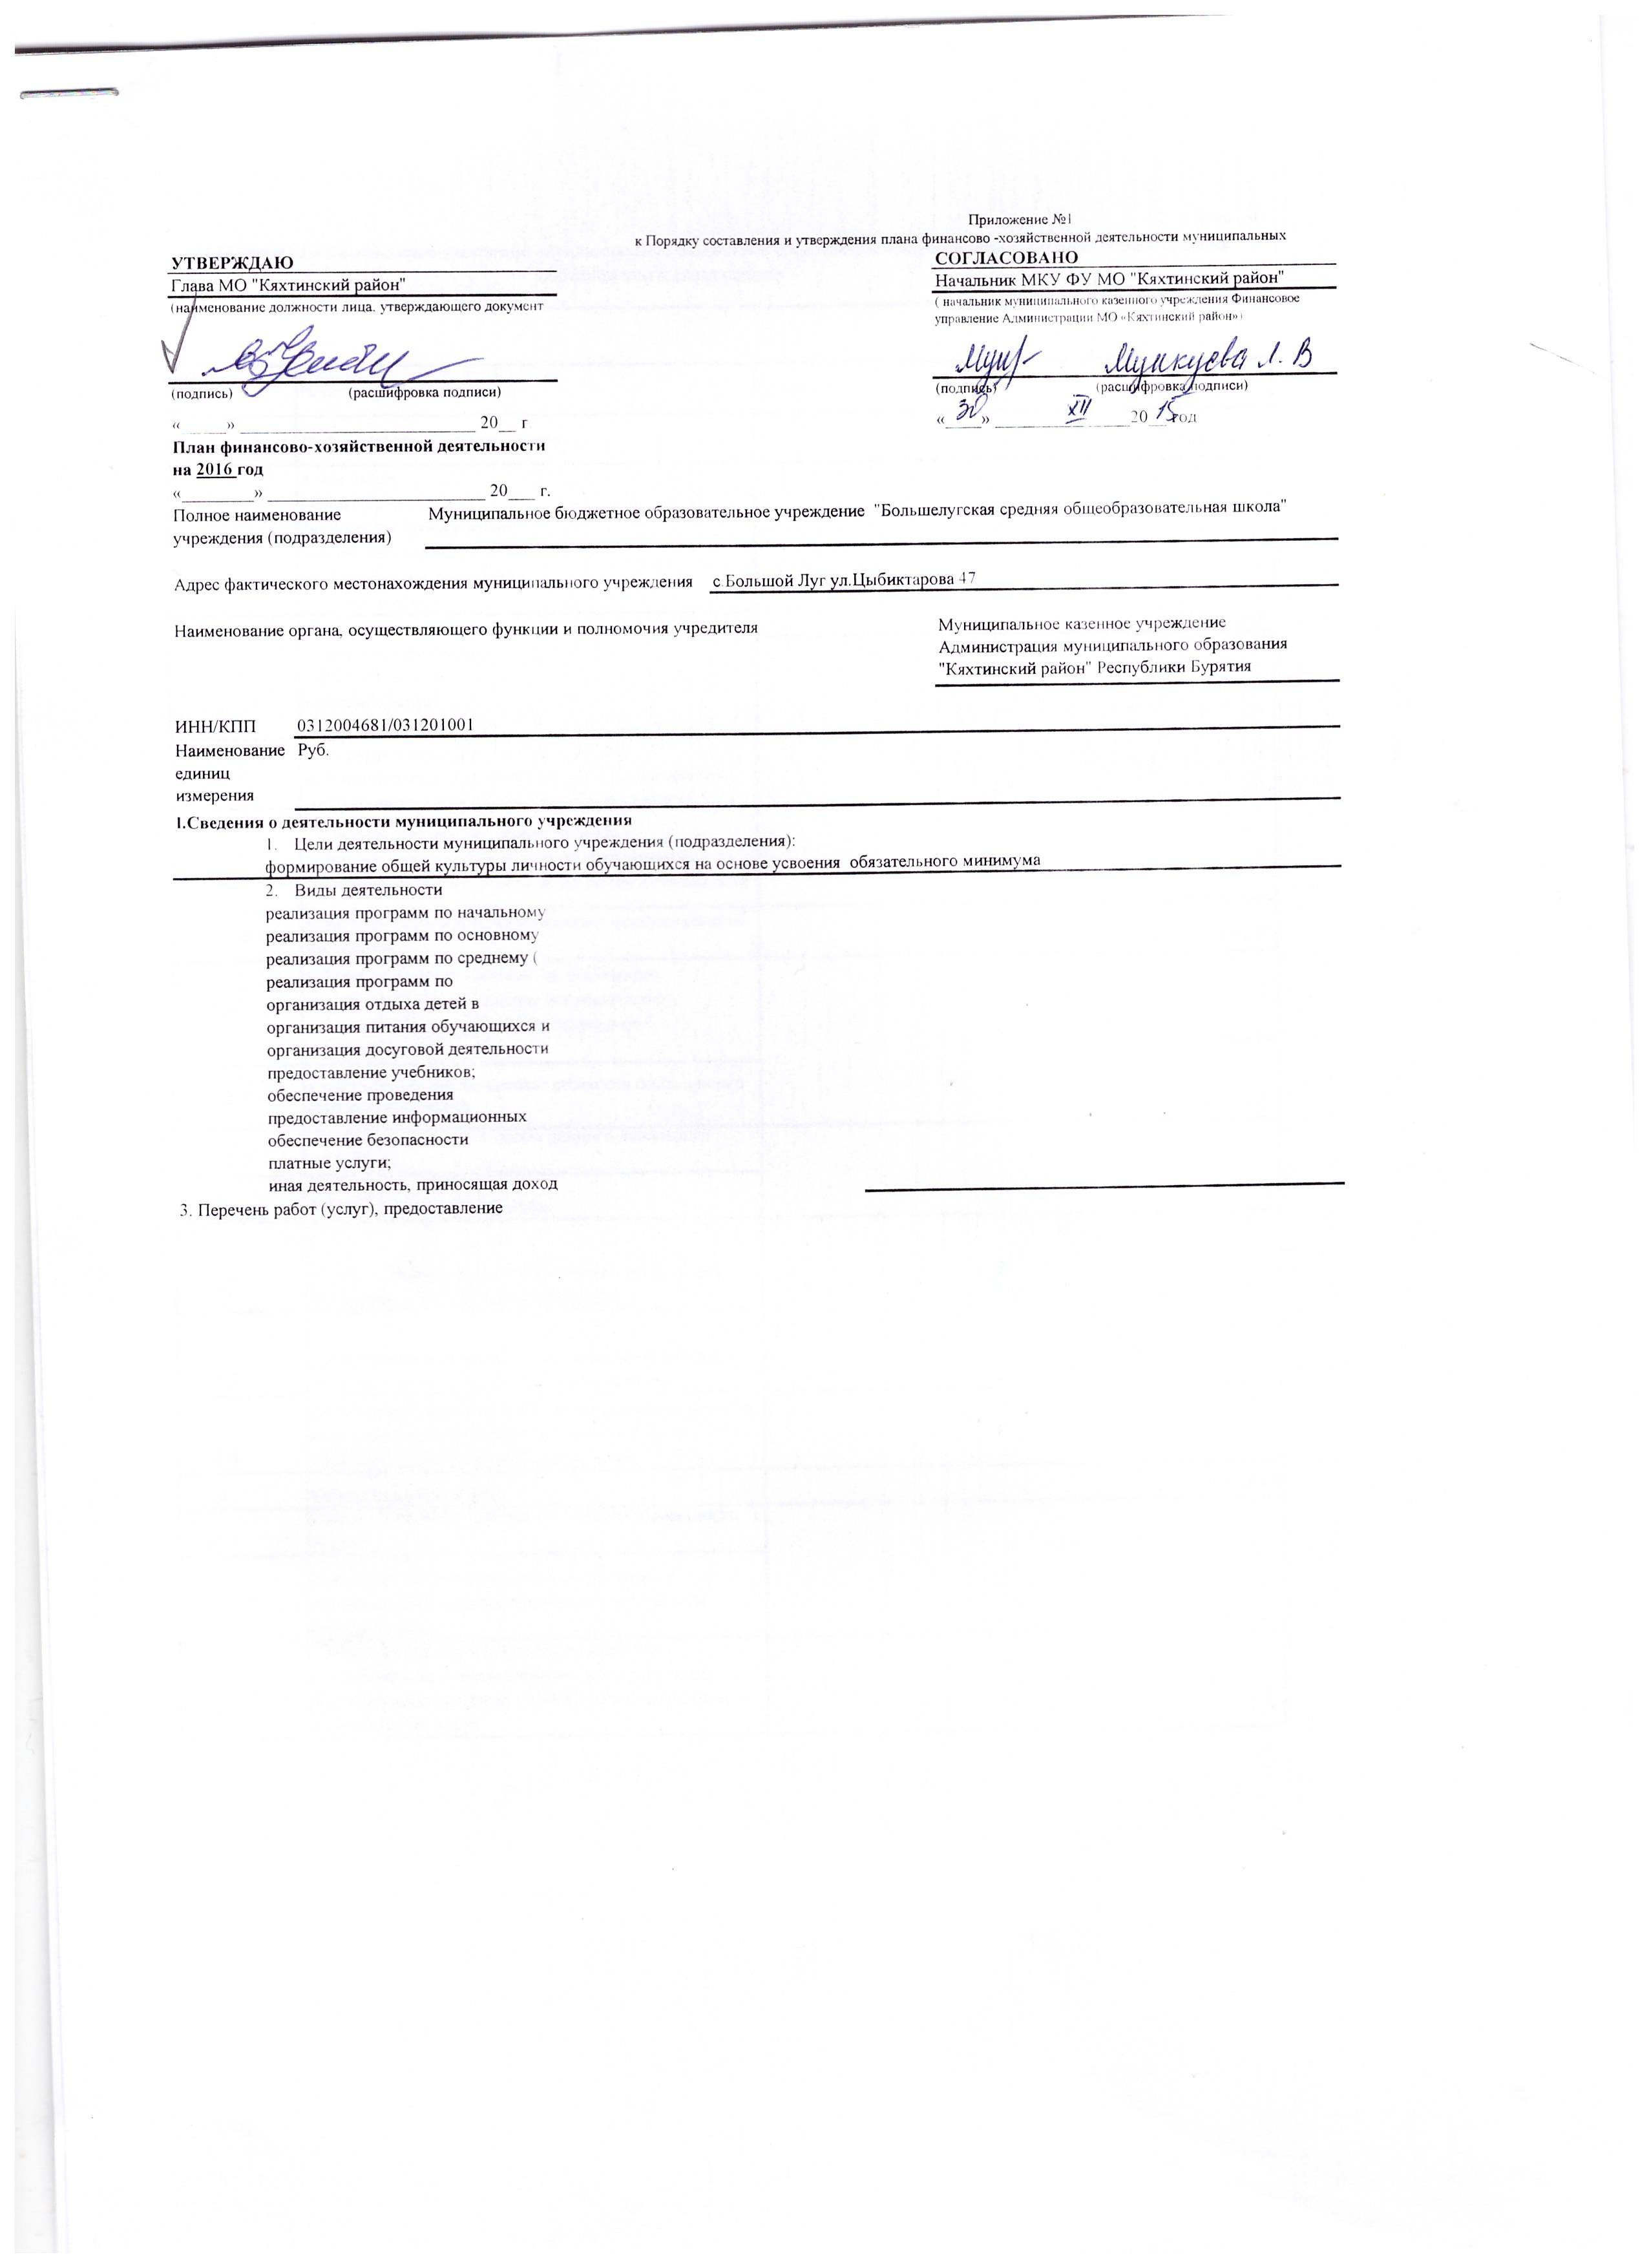 Приложение №1
к Порядку составления и утверждения плана финансово -хозяйственной деятельности муниципальных
УТВЕРЖДАЮ
Глава МО "Кяхтинский район"
(наименование должности лица, утверждающего документ
(подпись) (расшифровка подписи)
« _____» __________________________ 20__ г
СОГЛАСОВАНО
Начальник МКУ ФУ МО "Кяхтинский район"
( начальник муниципального казенного учреждения Финансовое
управление Администрации МО «Кяхтинский район»)
Мункуева Л. В
(подпись) (расшифровка подписи)
« 30 » XII 20 15 год
План финансово-хозяйственной деятельности
на 2016 год
«________» ________________________ 20___ г.
Полное наименование Муниципальное бюджетное образовательное учреждение "Большелугская средняя общеобразовательная школа"
учреждения (подразделения)
Адрес фактического местонахождения муниципального учреждения с.Большой Луг ул.Цыбиктарова 47
Наименование органа, осуществляющего функции и полномочия учредителя
Муниципальное казенное учреждение
Администрация муниципального образования
"Кяхтинский район" Республики Бурятия
ИНН/КПП 0312004681/031201001
Наименование Руб.
единиц
измерения
I.Сведения о деятельности муниципального учреждения
1. Цели деятельности муниципального учреждения (подразделения):
формирование общей культуры личности обучающихся на основе усвоения обязательного минимума
2. Виды деятельности
реализация программ по начальному
реализация программ по основному
реализация программ по среднему (
реализация программ по
организация отдыха детей в
организация питания обучающихся и
организация досуговой деятельности
предоставление учебников;
обеспечение проведения
предоставление информационных
обеспечение безопасности
платные услуги;
иная деятельность, приносящая доход
3. Перечень работ (услуг), предоставление